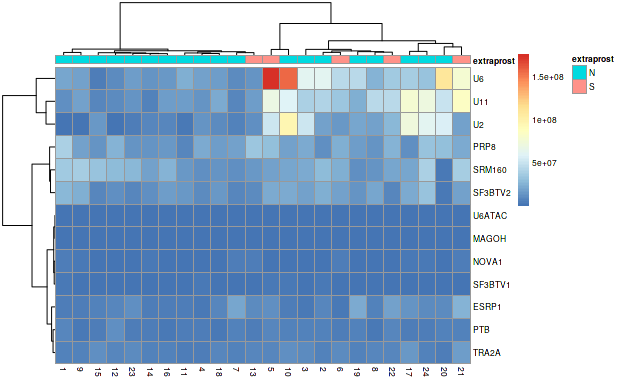 extraprost
U6
U11
U2
PRP8
SRM160
SF3BTV2
U6ATAC
MAGOH
NOVA1
SF3BTV1
ESRP1
PTB
TRA2A
1 9 15 12 23 14 16 11 4 18 7 13 5 10 3 2 6 19 8 22 17 24 20 21
1.5e+08
1e+08
5e+07
extraprost
N
S